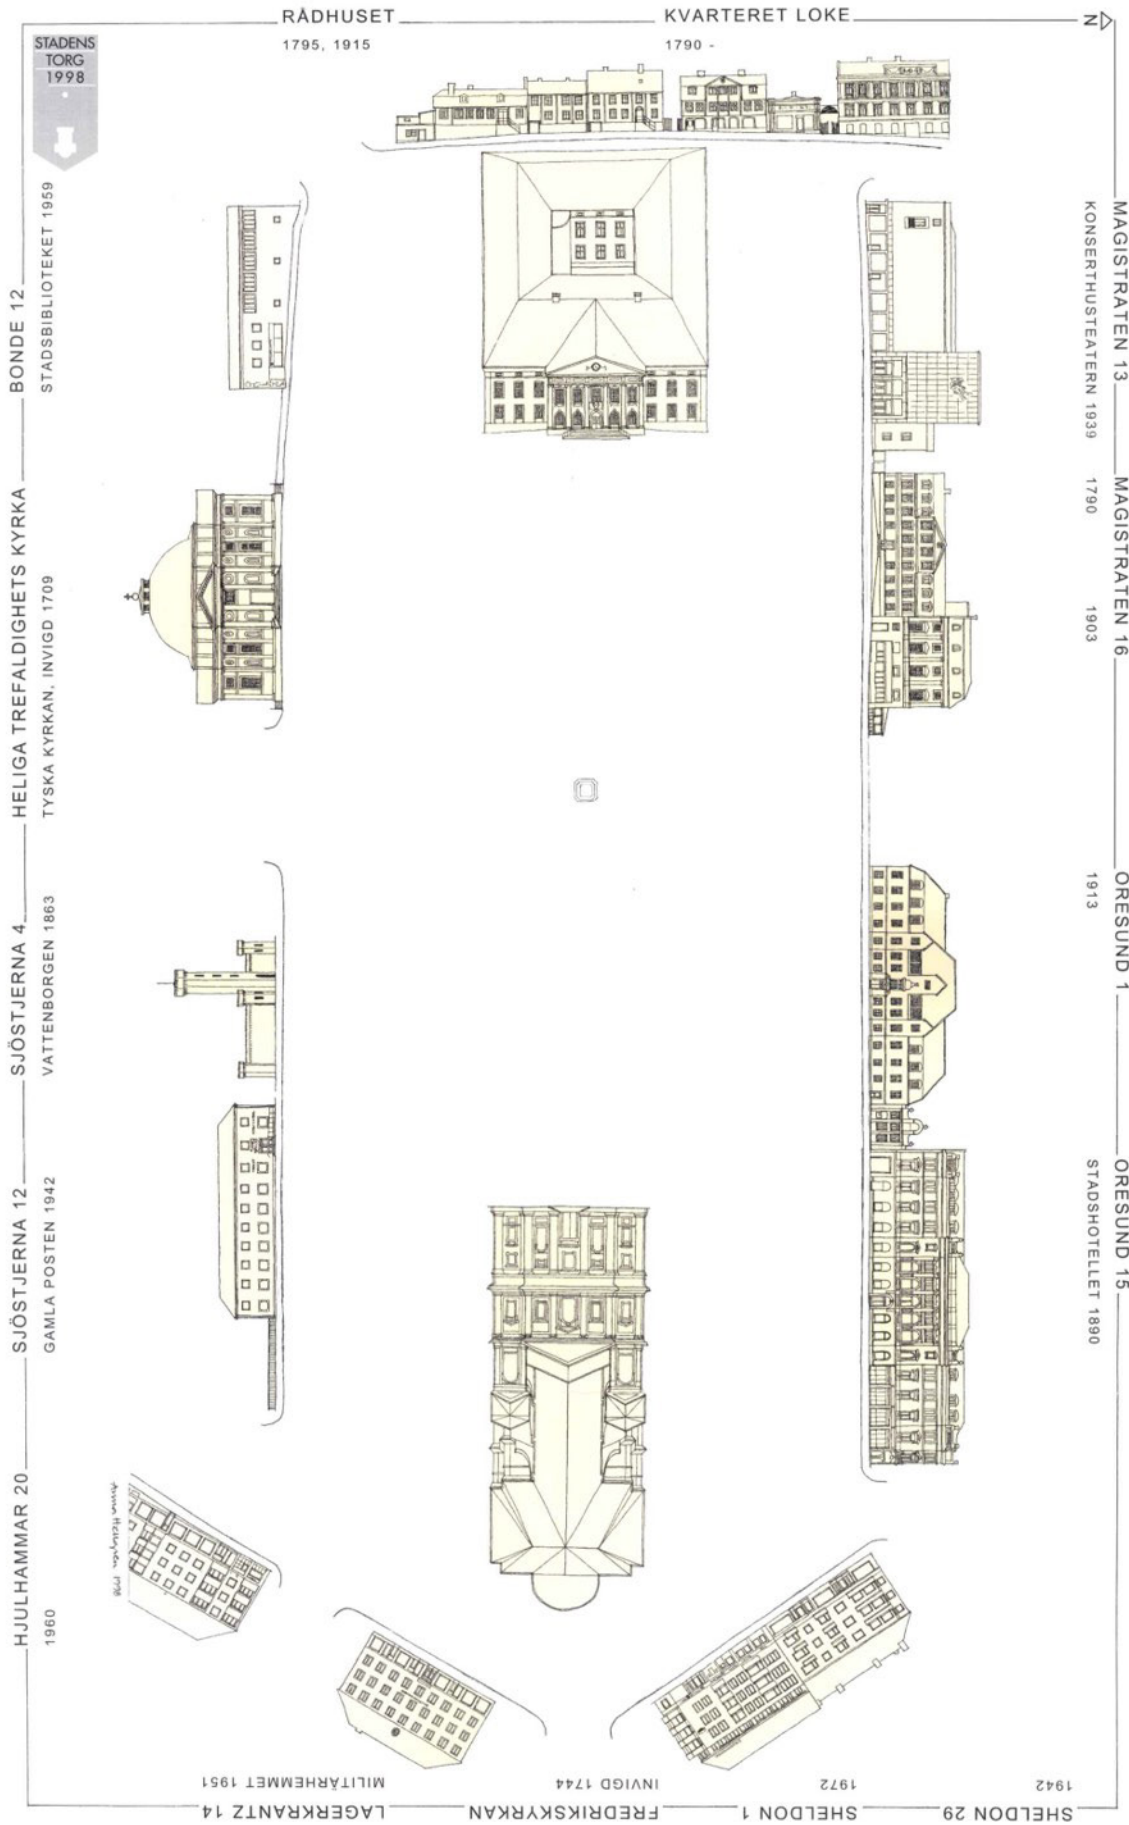 RÅDHUSET
KVARTERET LOKE
N
1795, 1915
1790 -
STADENS
TORG
1998
MAGISTRATEN 13
KONSERTHUSTEATERN 1939
MAGISTRATEN 16
1790
1903
ORESUND 1
1913
ORESUND 15
STADSHOTELLET 1890
SHELDON 29
1942
SHELDON 1
1972
FREDRIKSKYRKAN
INVIGD 1744
LAGERKRANTZ 14
MILITÄRHEMMET 1951
HJULHAMMAR 20
1960
SJÖSTJERNA 12
GAMLA POSTEN 1942
SJÖSTJERNA 4
VATTENBORGEN 1863
HELIGA TREFALDIGHETS KYRKA
TYSKA KYRKAN, INVIGD 1709
BONDE 12
STADSBIBLIOTEKET 1959
1998